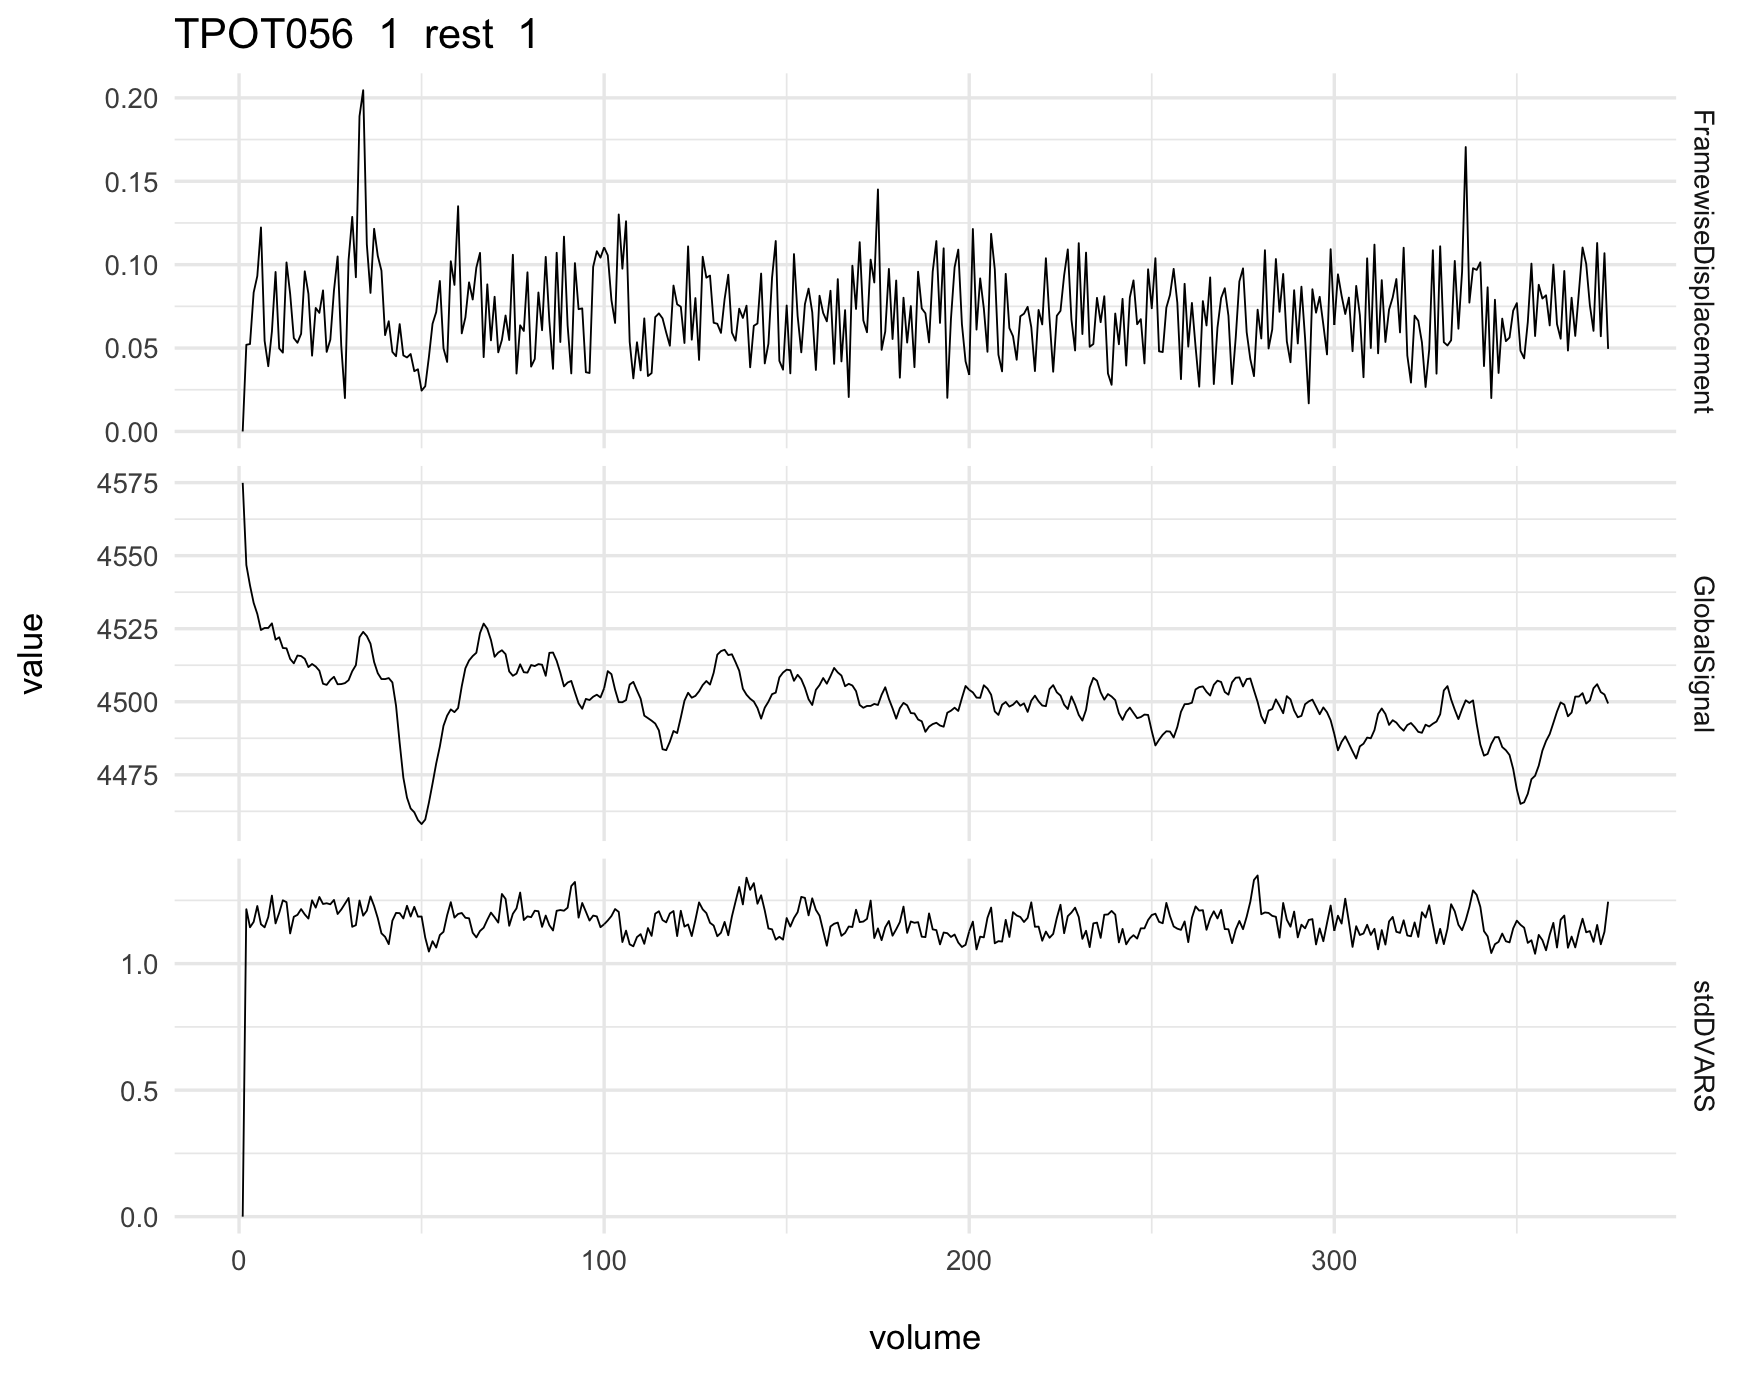 TPOT056 1 rest 1
0.20
0.15
0.10
0.05
0.00
FramewiseDisplacement
4575
4550
4525
4500
4475
GlobalSignal
value
1.0
0.5
0.0
stdDVARS
0 100 200 300
volume